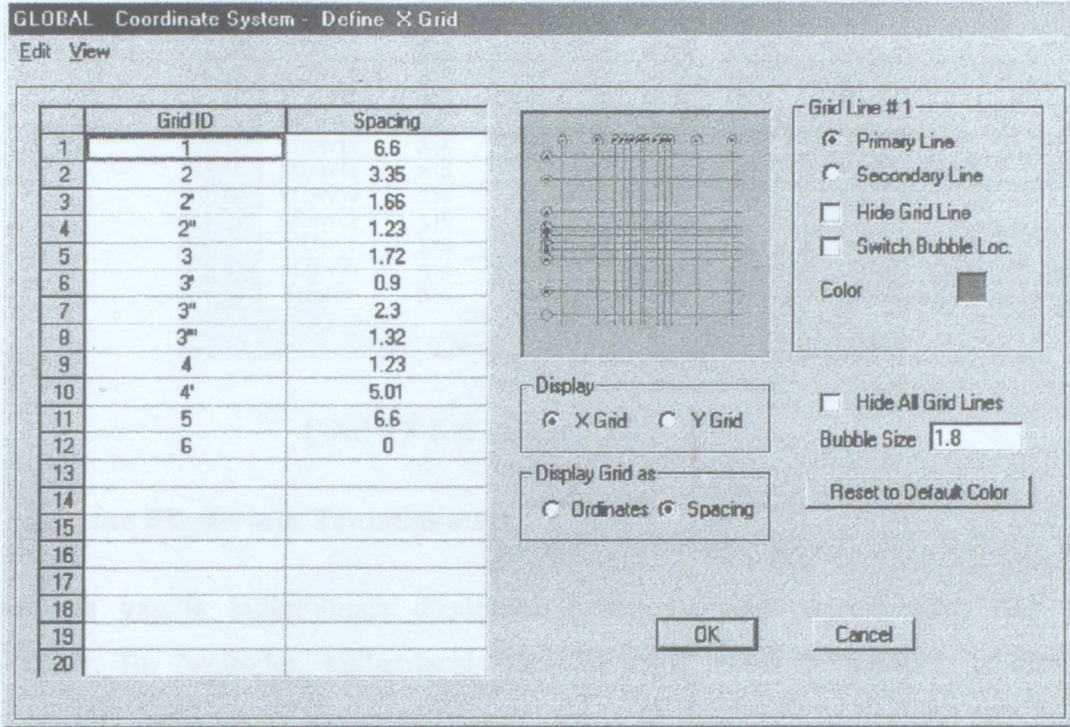 GLOBAL Coordinate System - Define X Grid
Edit View
Grid ID Spacing
1 1 6.6
2 2 3.35
3 2' 1.66
4 2" 1.23
5 3 1.72
6 3' 0.9
7 3" 2.3
8 3"' 1.32
9 4 1.23
10 4' 5.01
11 5 6.6
12 6 0
13
14
15
16
17
18
19
20
Grid Line # 1
Primary Line
Secondary Line
Hide Grid Line
Switch Bubble Loc.
Color
Display
X Grid Y Grid
Display Grid as
Ordinates Spacing
Hide All Grid Lines
Bubble Size 1.8
Reset to Default Color
OK Cancel